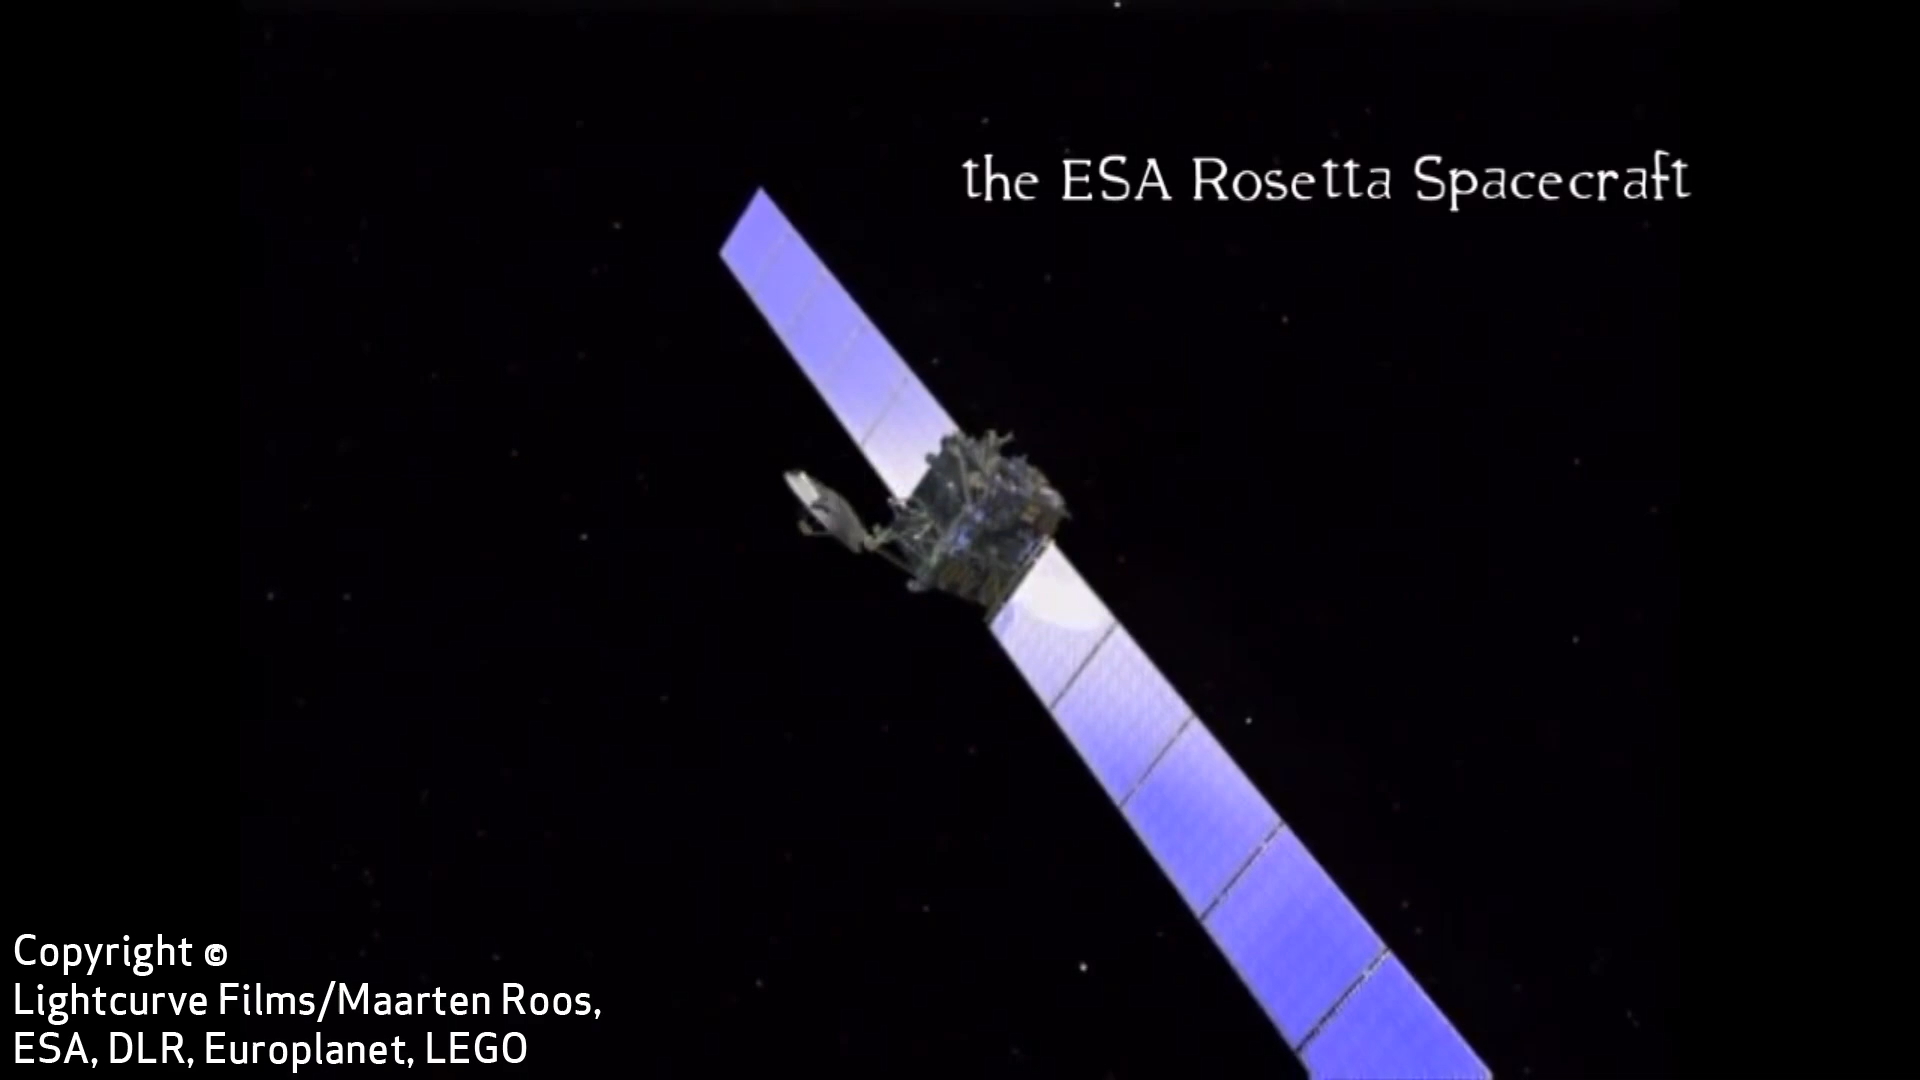 the ESA Rosetta Spacecraft
Copyright ©
Lightcurve Films/Maarten Roos,
ESA, DLR, Europlanet, LEGO